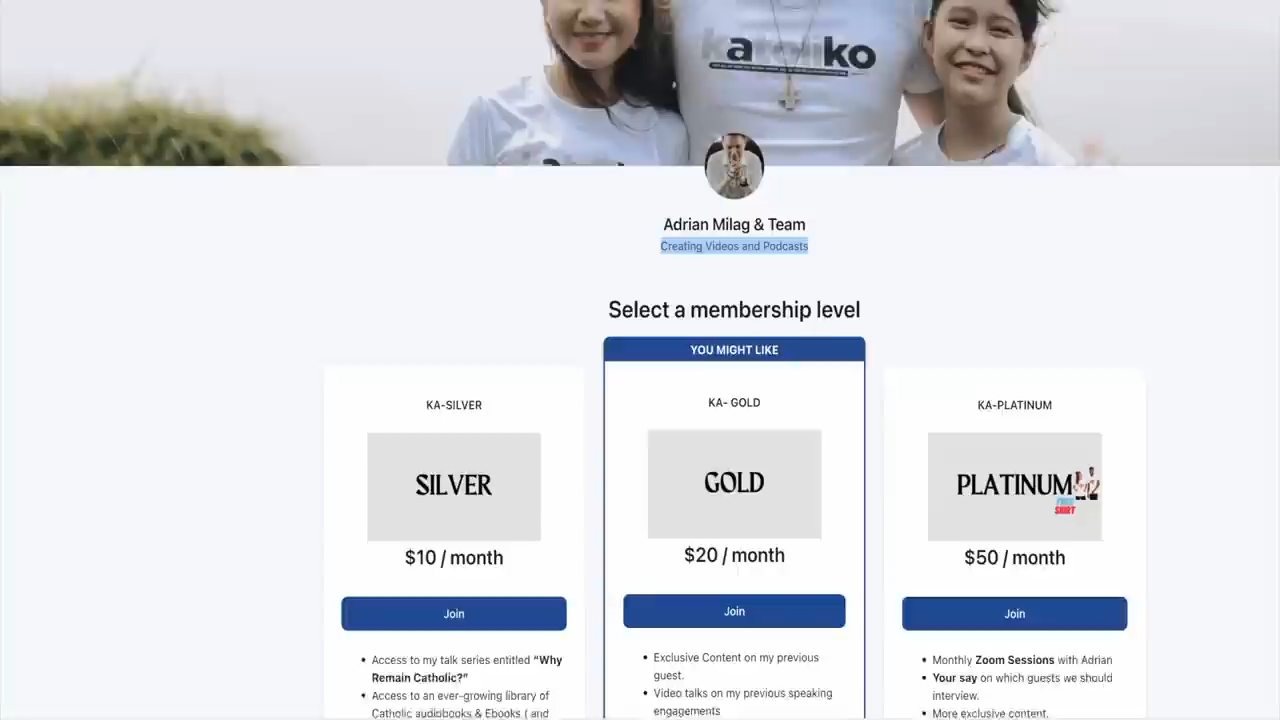 katoliko
Adrian Milag & Team
Creating Videos and Podcasts
Select a membership level
YOU MIGHT LIKE
KA-SILVER
SILVER
$10 / month
Join
• Access to my talk series entitled “Why
Remain Catholic?”
• Access to an ever-growing library of
Catholic audiobooks & Ebooks ( and
KA- GOLD
GOLD
$20 / month
Join
• Exclusive Content on my previous
guest.
• Video talks on my previous speaking
engagements
KA-PLATINUM
PLATINUM
SHIRT
$50 / month
Join
• Monthly Zoom Sessions with Adrian
• Your say on which guests we should
interview.
• More exclusive content.